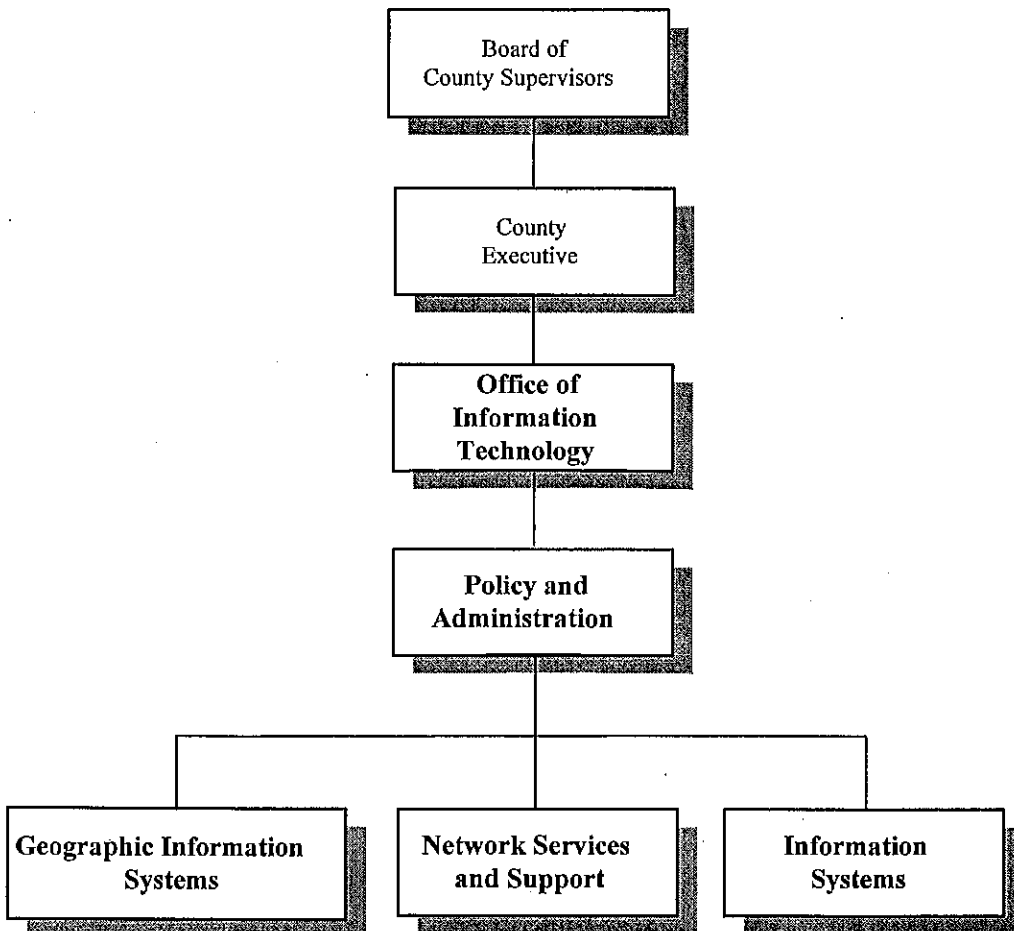 Board of
County Supervisors
County
Executive
Office of
Information
Technology
Policy and
Administration
Geographic Information
Systems
Network Services
and Support
Information
Systems